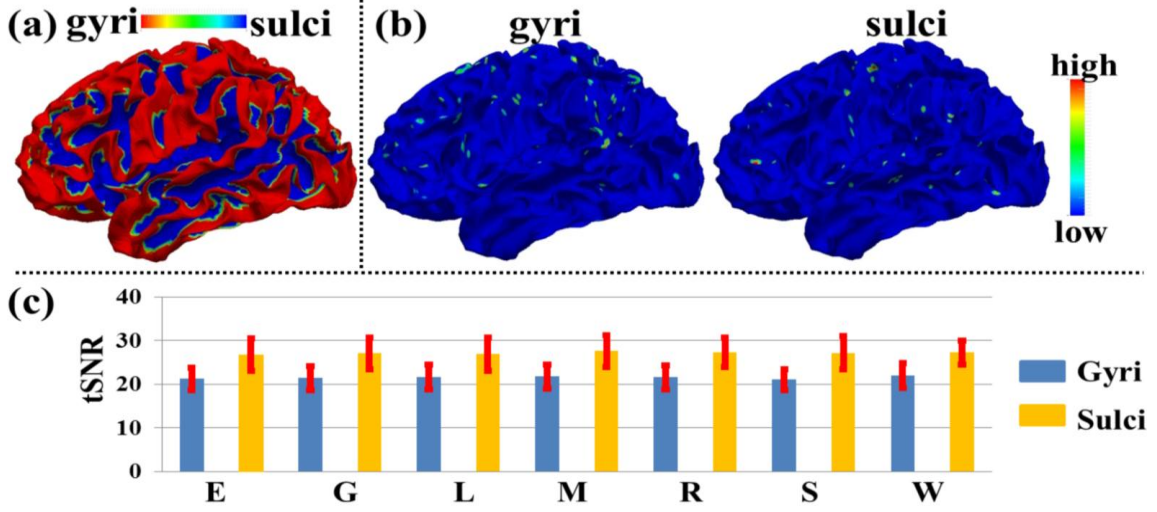 (a) gyri sulci
(b) gyri sulci
high
low
(c)
tSNR
40
30
20
10
0
E G L M R S W
Gyri
Sulci